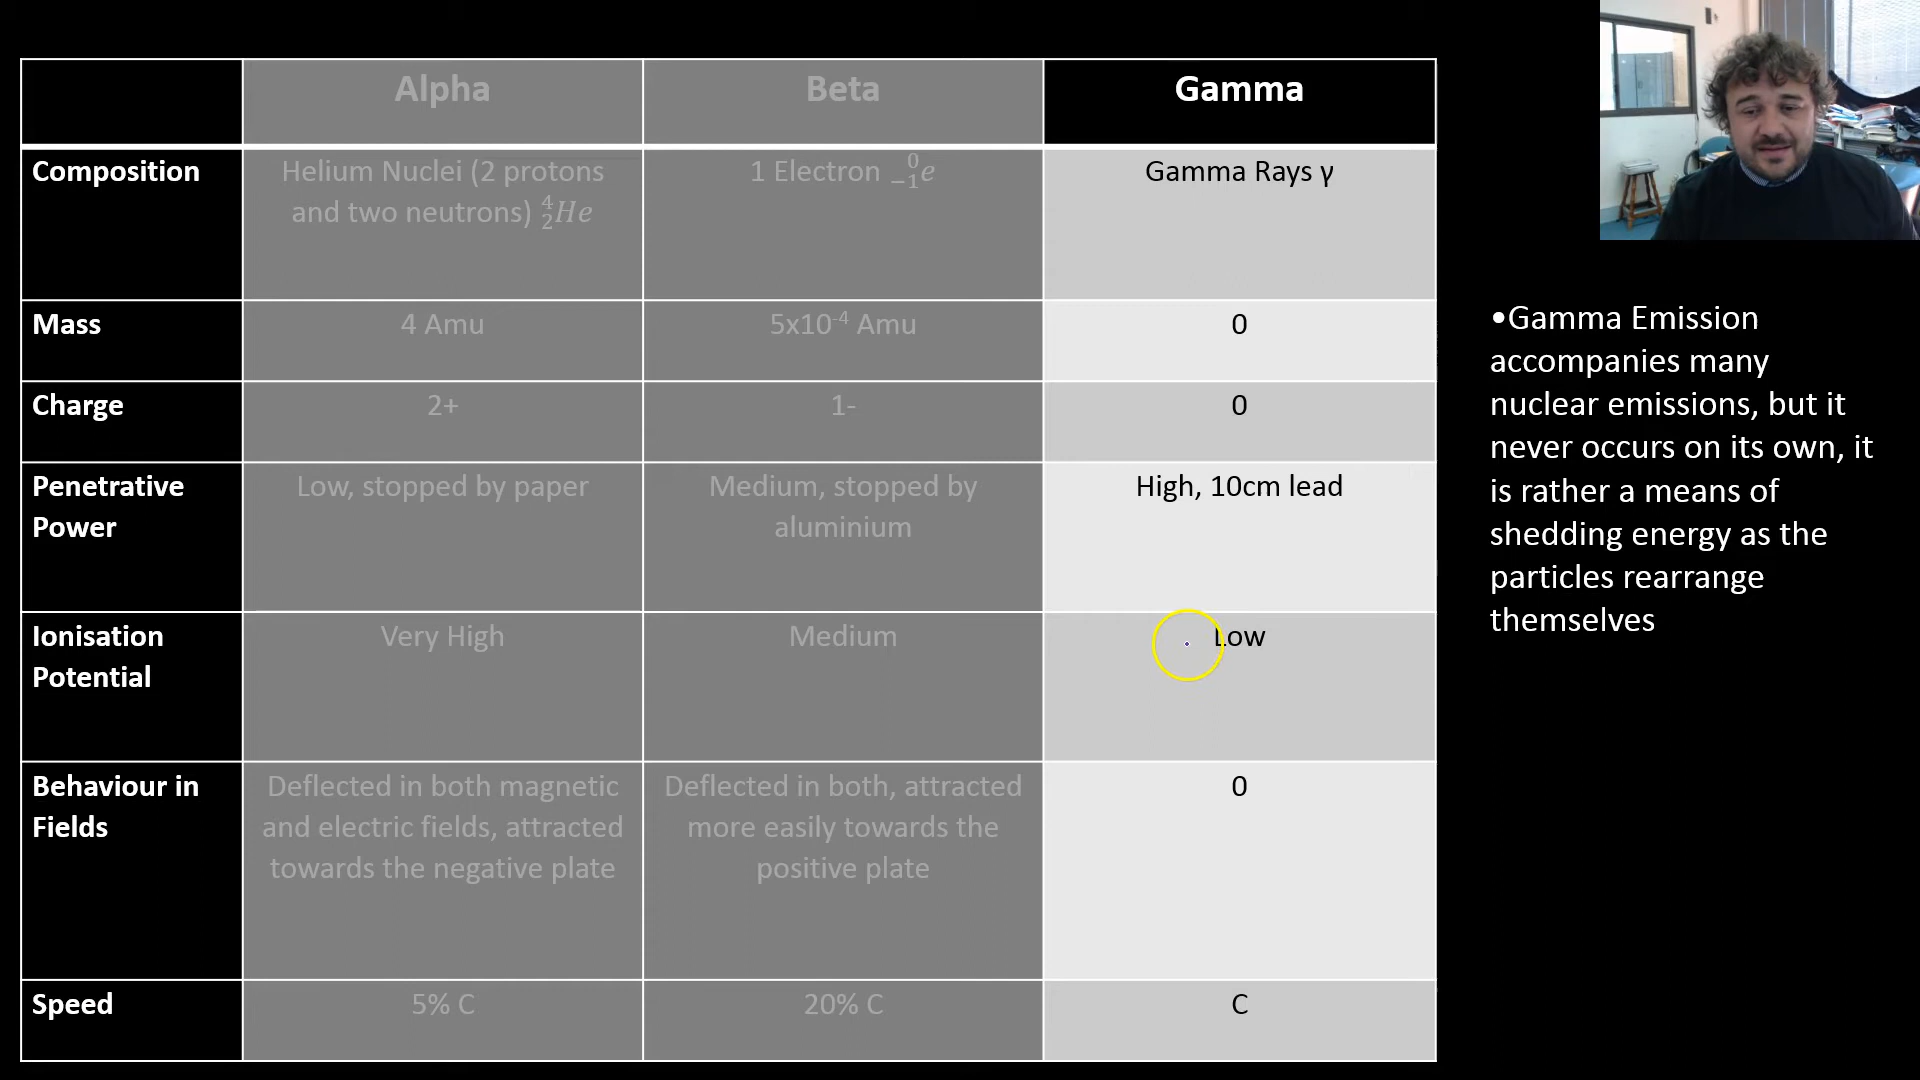 Alpha Beta Gamma
Composition Helium Nuclei (2 protons 1 Electron ⁰₋₁e Gamma Rays γ
and two neutrons) ⁴₂He
Mass 4 Amu 5x10⁻⁴ Amu 0
Charge 2+ 1- 0
Penetrative Low, stopped by paper Medium, stopped by High, 10cm lead
Power aluminium
Ionisation Very High Medium Low
Potential
Behaviour in Deflected in both magnetic Deflected in both, attracted 0
Fields and electric fields, attracted more easily towards the
towards the negative plate positive plate
Speed 5% C 20% C C
•Gamma Emission
accompanies many
nuclear emissions, but it
never occurs on its own, it
is rather a means of
shedding energy as the
particles rearrange
themselves